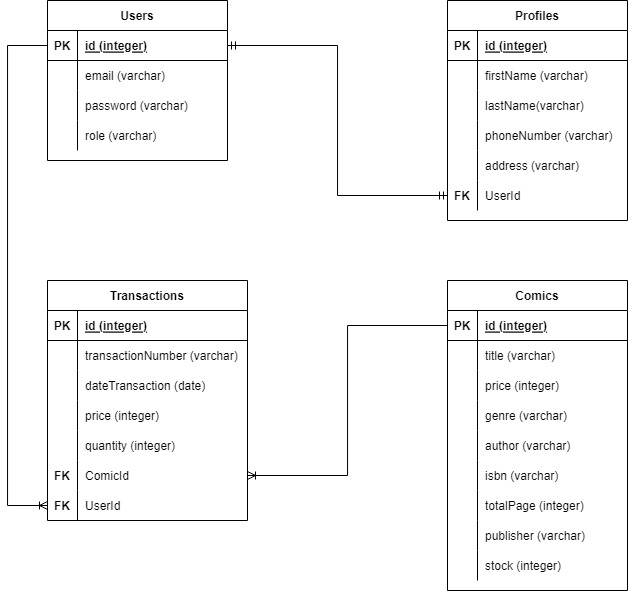 Users
PK id (integer)
email (varchar)
password (varchar)
role (varchar)
Profiles
PK id (integer)
firstName (varchar)
lastName(varchar)
phoneNumber (varchar)
address (varchar)
FK UserId
Transactions
PK id (integer)
transactionNumber (varchar)
dateTransaction (date)
price (integer)
quantity (integer)
FK ComicId
FK UserId
Comics
PK id (integer)
title (varchar)
price (integer)
genre (varchar)
author (varchar)
isbn (varchar)
totalPage (integer)
publisher (varchar)
stock (integer)